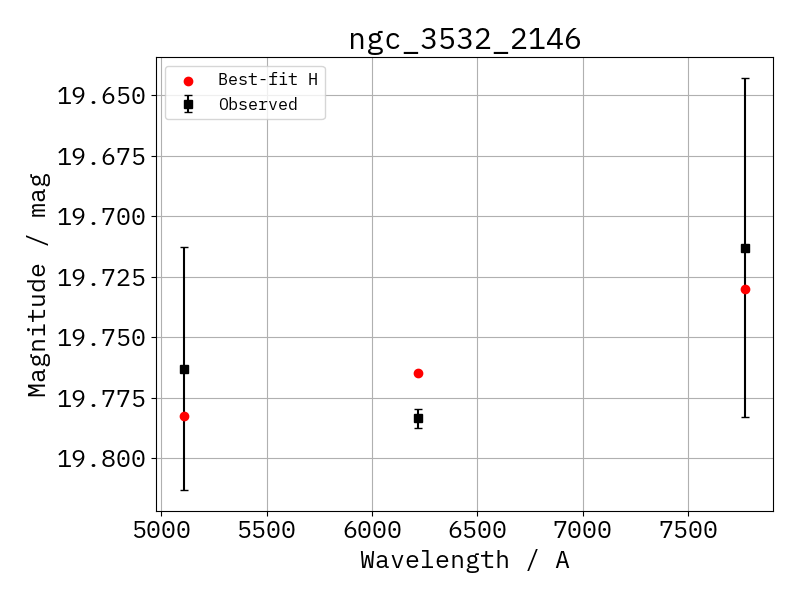 ngc_3532_2146
Best-fit H
Observed
19.650
19.675
19.700
19.725
19.750
19.775
19.800
Magnitude / mag
5000 5500 6000 6500 7000 7500
Wavelength / A